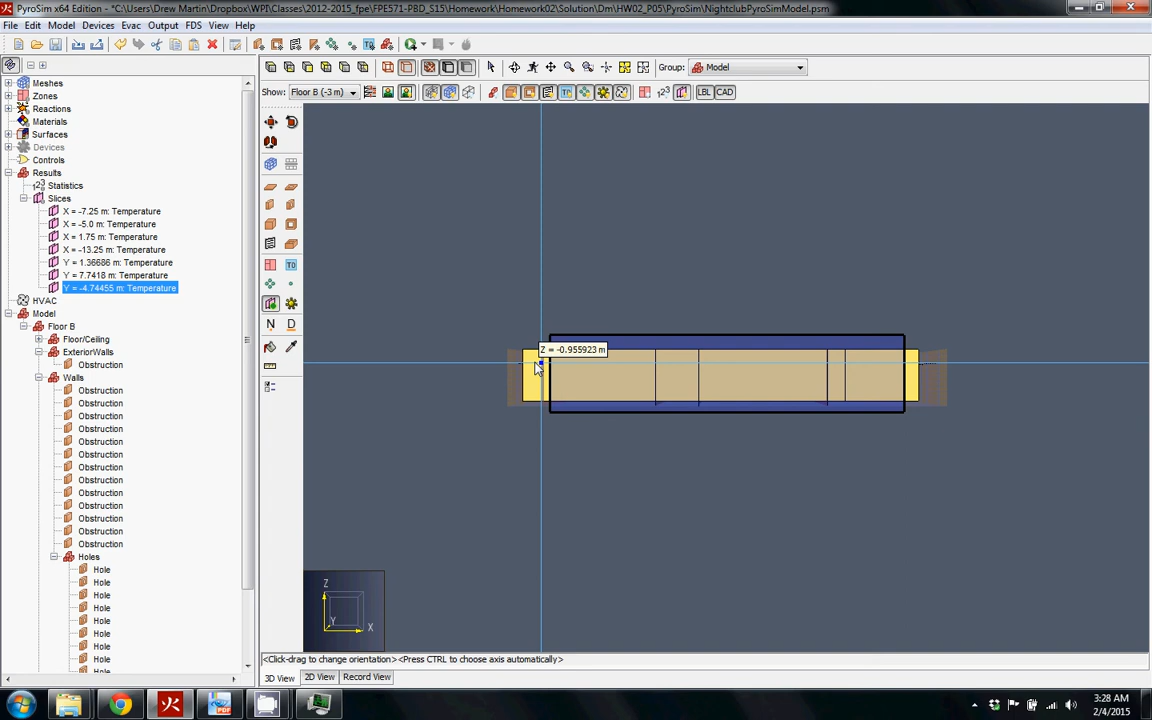 PyroSim x64 Edition - *C:\Users\Drew Martin\Dropbox\WPI\Classes\2012-2015_fpe\FPE571-PBD_S15\Homework\Homework02\Solution\Dm\HW02_P05\PyroSim\NightclubPyroSimModel.psm
File Edit Model Devices Evac Output FDS View Help
Group: Model
Show: Floor B (-3 m)
LBL CAD
Meshes
Zones
Reactions
Materials
Surfaces
Devices
Controls
Results
Statistics
Slices
X = -7.25 m: Temperature
X = -5.0 m: Temperature
X = 1.75 m: Temperature
X = -13.25 m: Temperature
Y = 1.36686 m: Temperature
Y = 7.7418 m: Temperature
Y = -4.74455 m: Temperature
HVAC
Model
Floor B
Floor/Ceiling
ExteriorWalls
Obstruction
Walls
Obstruction
Obstruction
Obstruction
Obstruction
Obstruction
Obstruction
Obstruction
Obstruction
Obstruction
Obstruction
Obstruction
Obstruction
Obstruction
Holes
Hole
Hole
Hole
Hole
Hole
Hole
Hole
Hole
Hole
Z = -0.955923 m
Z
Y
X
<Click-drag to change orientation><Press CTRL to choose axis automatically>
3D View 2D View Record View
3:28 AM
2/4/2015